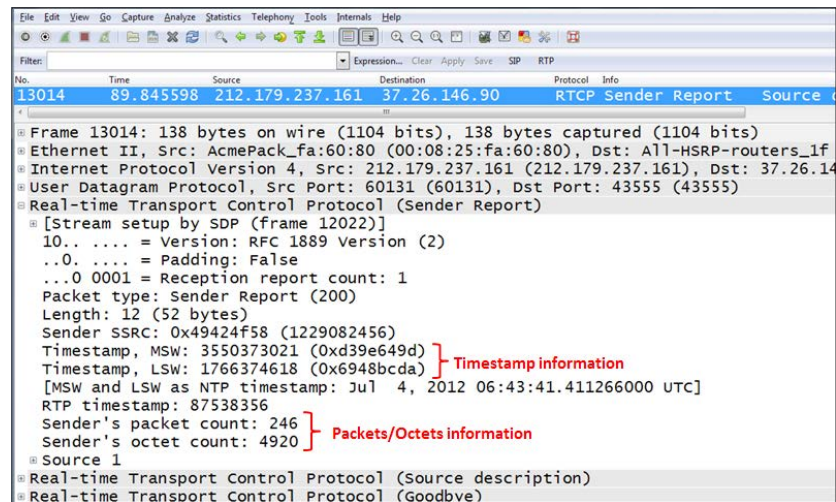 File Edit View Go Capture Analyze Statistics Telephony Tools Internals Help
Filter: Expression... Clear Apply Save SIP RTP
No. Time Source Destination Protocol Info
13014 89.845598 212.179.237.161 37.26.146.90 RTCP Sender Report Source d
Frame 13014: 138 bytes on wire (1104 bits), 138 bytes captured (1104 bits)
Ethernet II, Src: AcmePack_fa:60:80 (00:08:25:fa:60:80), Dst: All-HSRP-routers_1f
Internet Protocol Version 4, Src: 212.179.237.161 (212.179.237.161), Dst: 37.26.14
User Datagram Protocol, Src Port: 60131 (60131), Dst Port: 43555 (43555)
Real-time Transport Control Protocol (Sender Report)
[Stream setup by SDP (frame 12022)]
10.. .... = Version: RFC 1889 Version (2)
..0. .... = Padding: False
...0 0001 = Reception report count: 1
Packet type: Sender Report (200)
Length: 12 (52 bytes)
Sender SSRC: 0x49424f58 (1229082456)
Timestamp, MSW: 3550373021 (0xd39e649d)
Timestamp information
Timestamp, LSW: 1766374618 (0x6948bcda)
[MSW and LSW as NTP timestamp: Jul 4, 2012 06:43:41.411266000 UTC]
RTP timestamp: 87538356
Sender's packet count: 246
Packets/Octets information
Sender's octet count: 4920
Source 1
Real-time Transport Control Protocol (Source description)
Real-time Transport Control Protocol (Goodbye)